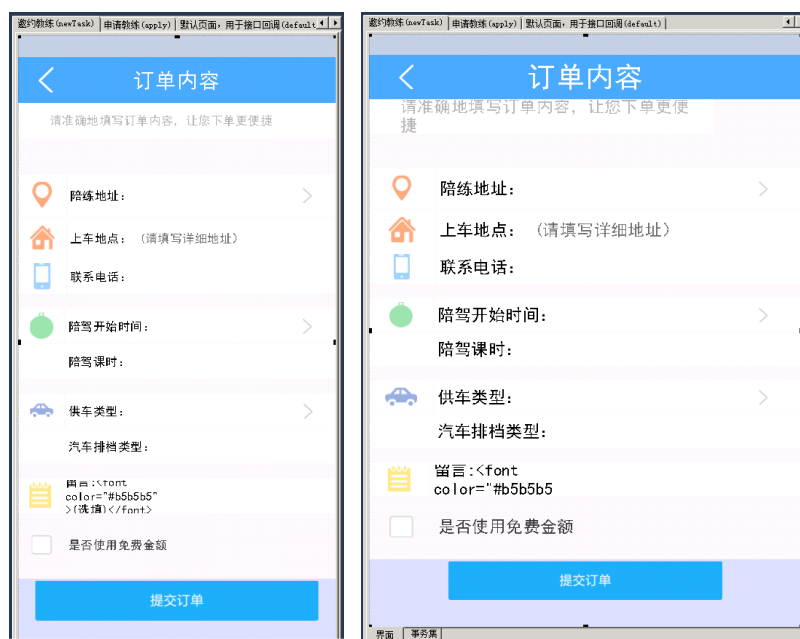 邀约教练(newTask) 申请教练(apply) 默认页面，用于接口回调(default
订单内容
请准确地填写订单内容，让您下单更便捷
陪练地址：
上车地点： （请填写详细地址）
联系电话：
陪驾开始时间：
陪驾课时：
供车类型：
汽车排档类型：
留言:<font
color="#b5b5b5"
>(选填)</font>
是否使用免费金额
提交订单
邀约教练(newTask) 申请教练(apply) 默认页面，用于接口回调(default)
订单内容
请准确地填写订单内容，让您下单更便
捷
陪练地址：
上车地点： （请填写详细地址）
联系电话：
陪驾开始时间：
陪驾课时：
供车类型：
汽车排档类型：
留言:<font
color="#b5b5b5
是否使用免费金额
提交订单
界面 事务集